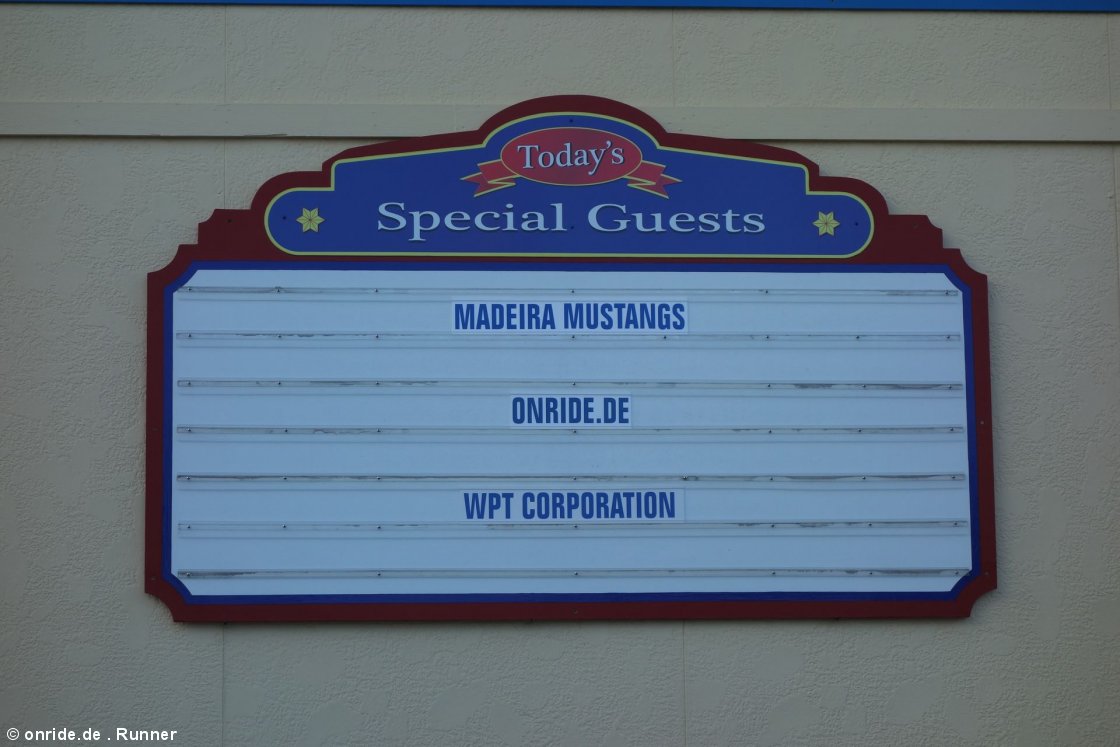 Today's
Special Guests
MADEIRA MUSTANGS
ONRIDE.DE
WPT CORPORATION
© onride.de . Runner